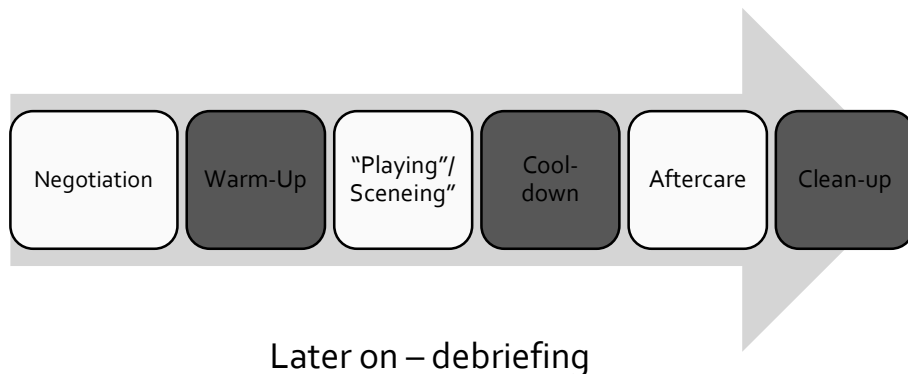 Negotiation
Warm-Up
“Playing”/
Sceneing”
Cool-
down
Aftercare
Clean-up
Later on – debriefing